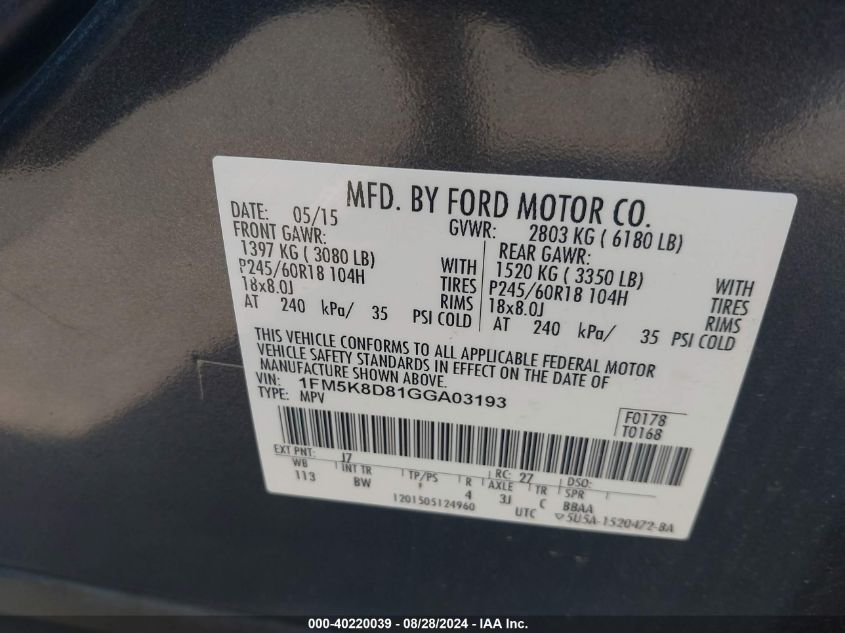 MFD. BY FORD MOTOR CO.
DATE: 05/15 GVWR: 2803 KG ( 6180 LB)
FRONT GAWR: REAR GAWR:
1397 KG ( 3080 LB) WITH 1520 KG ( 3350 LB) WITH
P245/60R18 104H TIRES P245/60R18 104H TIRES
18x8.0J RIMS 18x8.0J RIMS
AT 240 kPa/ 35 PSI COLD AT 240 kPa/ 35 PSI COLD
THIS VEHICLE CONFORMS TO ALL APPLICABLE FEDERAL MOTOR
VEHICLE SAFETY STANDARDS IN EFFECT ON THE DATE OF
MANUFACTURE SHOWN ABOVE.
VIN: 1FM5K8D81GGA03193
TYPE: MPV
F0178
T0168
EXT PNT: J7 RC: 27 DSO:
WB INT TR TP/PS R AXLE TR SPR
113 BW 4 3J C BBAA
1201505124960 UTC ▽5U5A-1520472-BA
000-40220039 • 08/28/2024 - IAA Inc.